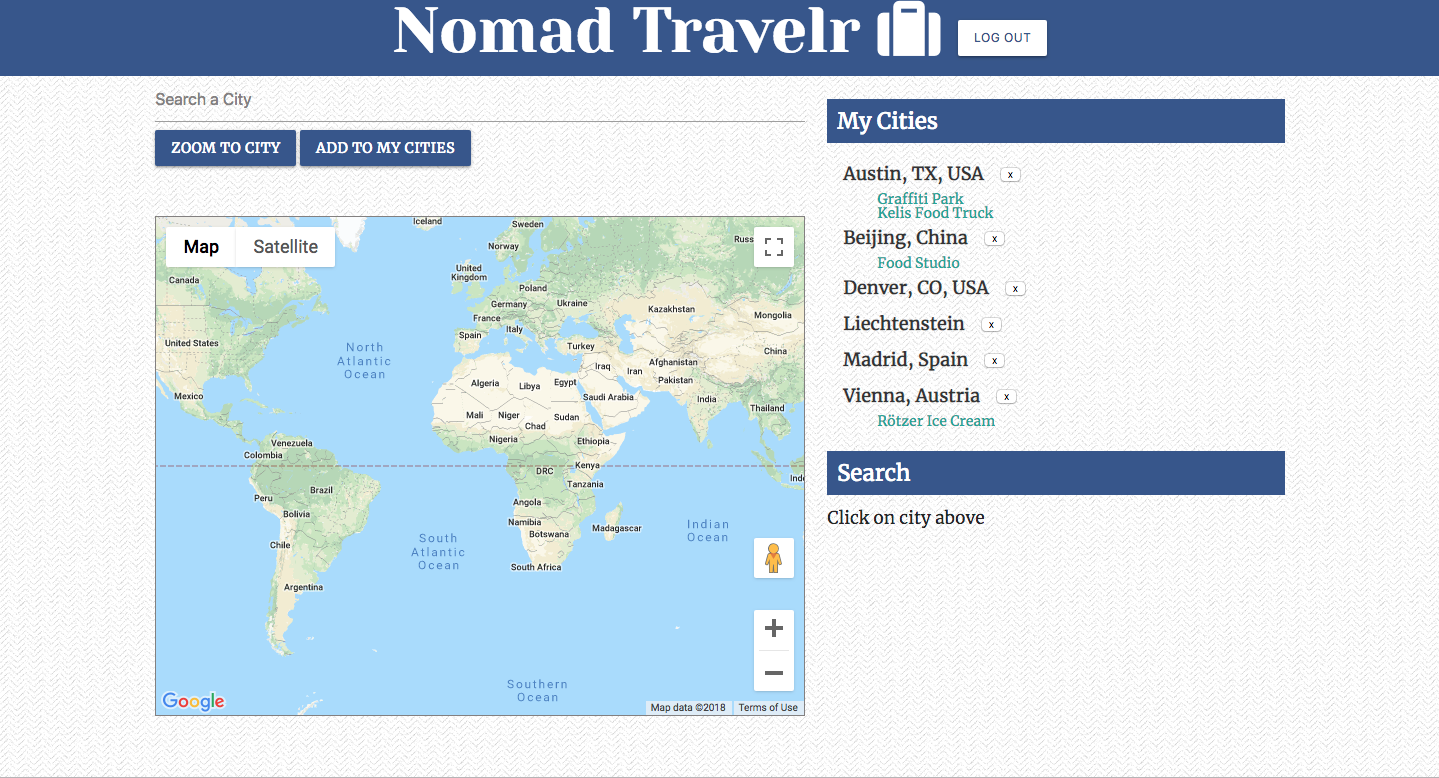 Nomad Travelr
LOG OUT
Search a City
ZOOM TO CITY
ADD TO MY CITIES
Map
Satellite
Iceland
Sweden
Russ
Norway
Canada
United
Kingdom
Poland
Germany
Ukraine
Kazakhstan
France
Mongolia
Italy
Spain
United States
Turkey
China
Iraq
Afghanistan
Iran
Pakistan
North
Atlantic
Ocean
Algeria
Libya
Egypt
Saudi Arabia
Mexico
India
Thailand
Mali
Niger
Sudan
Chad
Nigeria
Ethiopia
Venezuela
Colombia
DRC
Kenya
Ind
Tanzania
Brazil
Peru
Angola
Bolivia
Namibia
Botswana
Madagascar
Indian
Ocean
Chile
South
Atlantic
Ocean
South Africa
Argentina
Southern
Ocean
Google
Map data ©2018
Terms of Use
My Cities
Austin, TX, USA x
Graffiti Park
Kelis Food Truck
Beijing, China x
Food Studio
Denver, CO, USA x
Liechtenstein x
Madrid, Spain x
Vienna, Austria x
Rötzer Ice Cream
Search
Click on city above